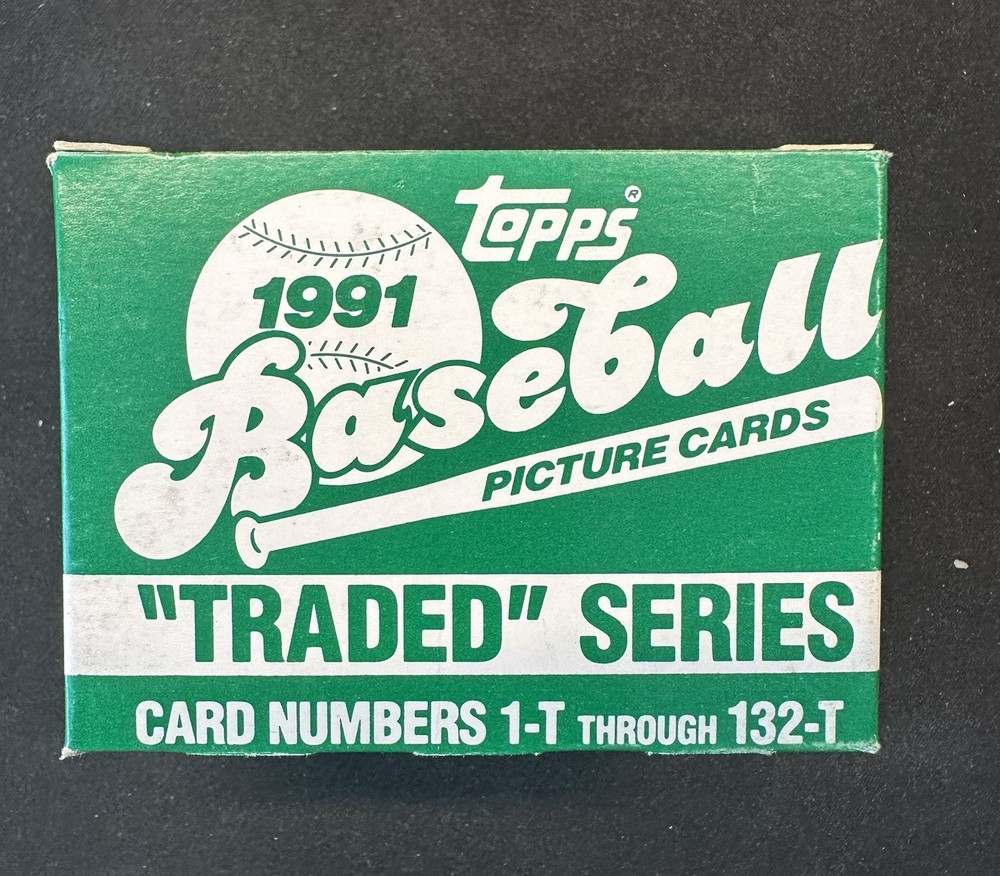 topps®
1991
Baseball
PICTURE CARDS
"TRADED" SERIES
CARD NUMBERS 1-T THROUGH 132-T